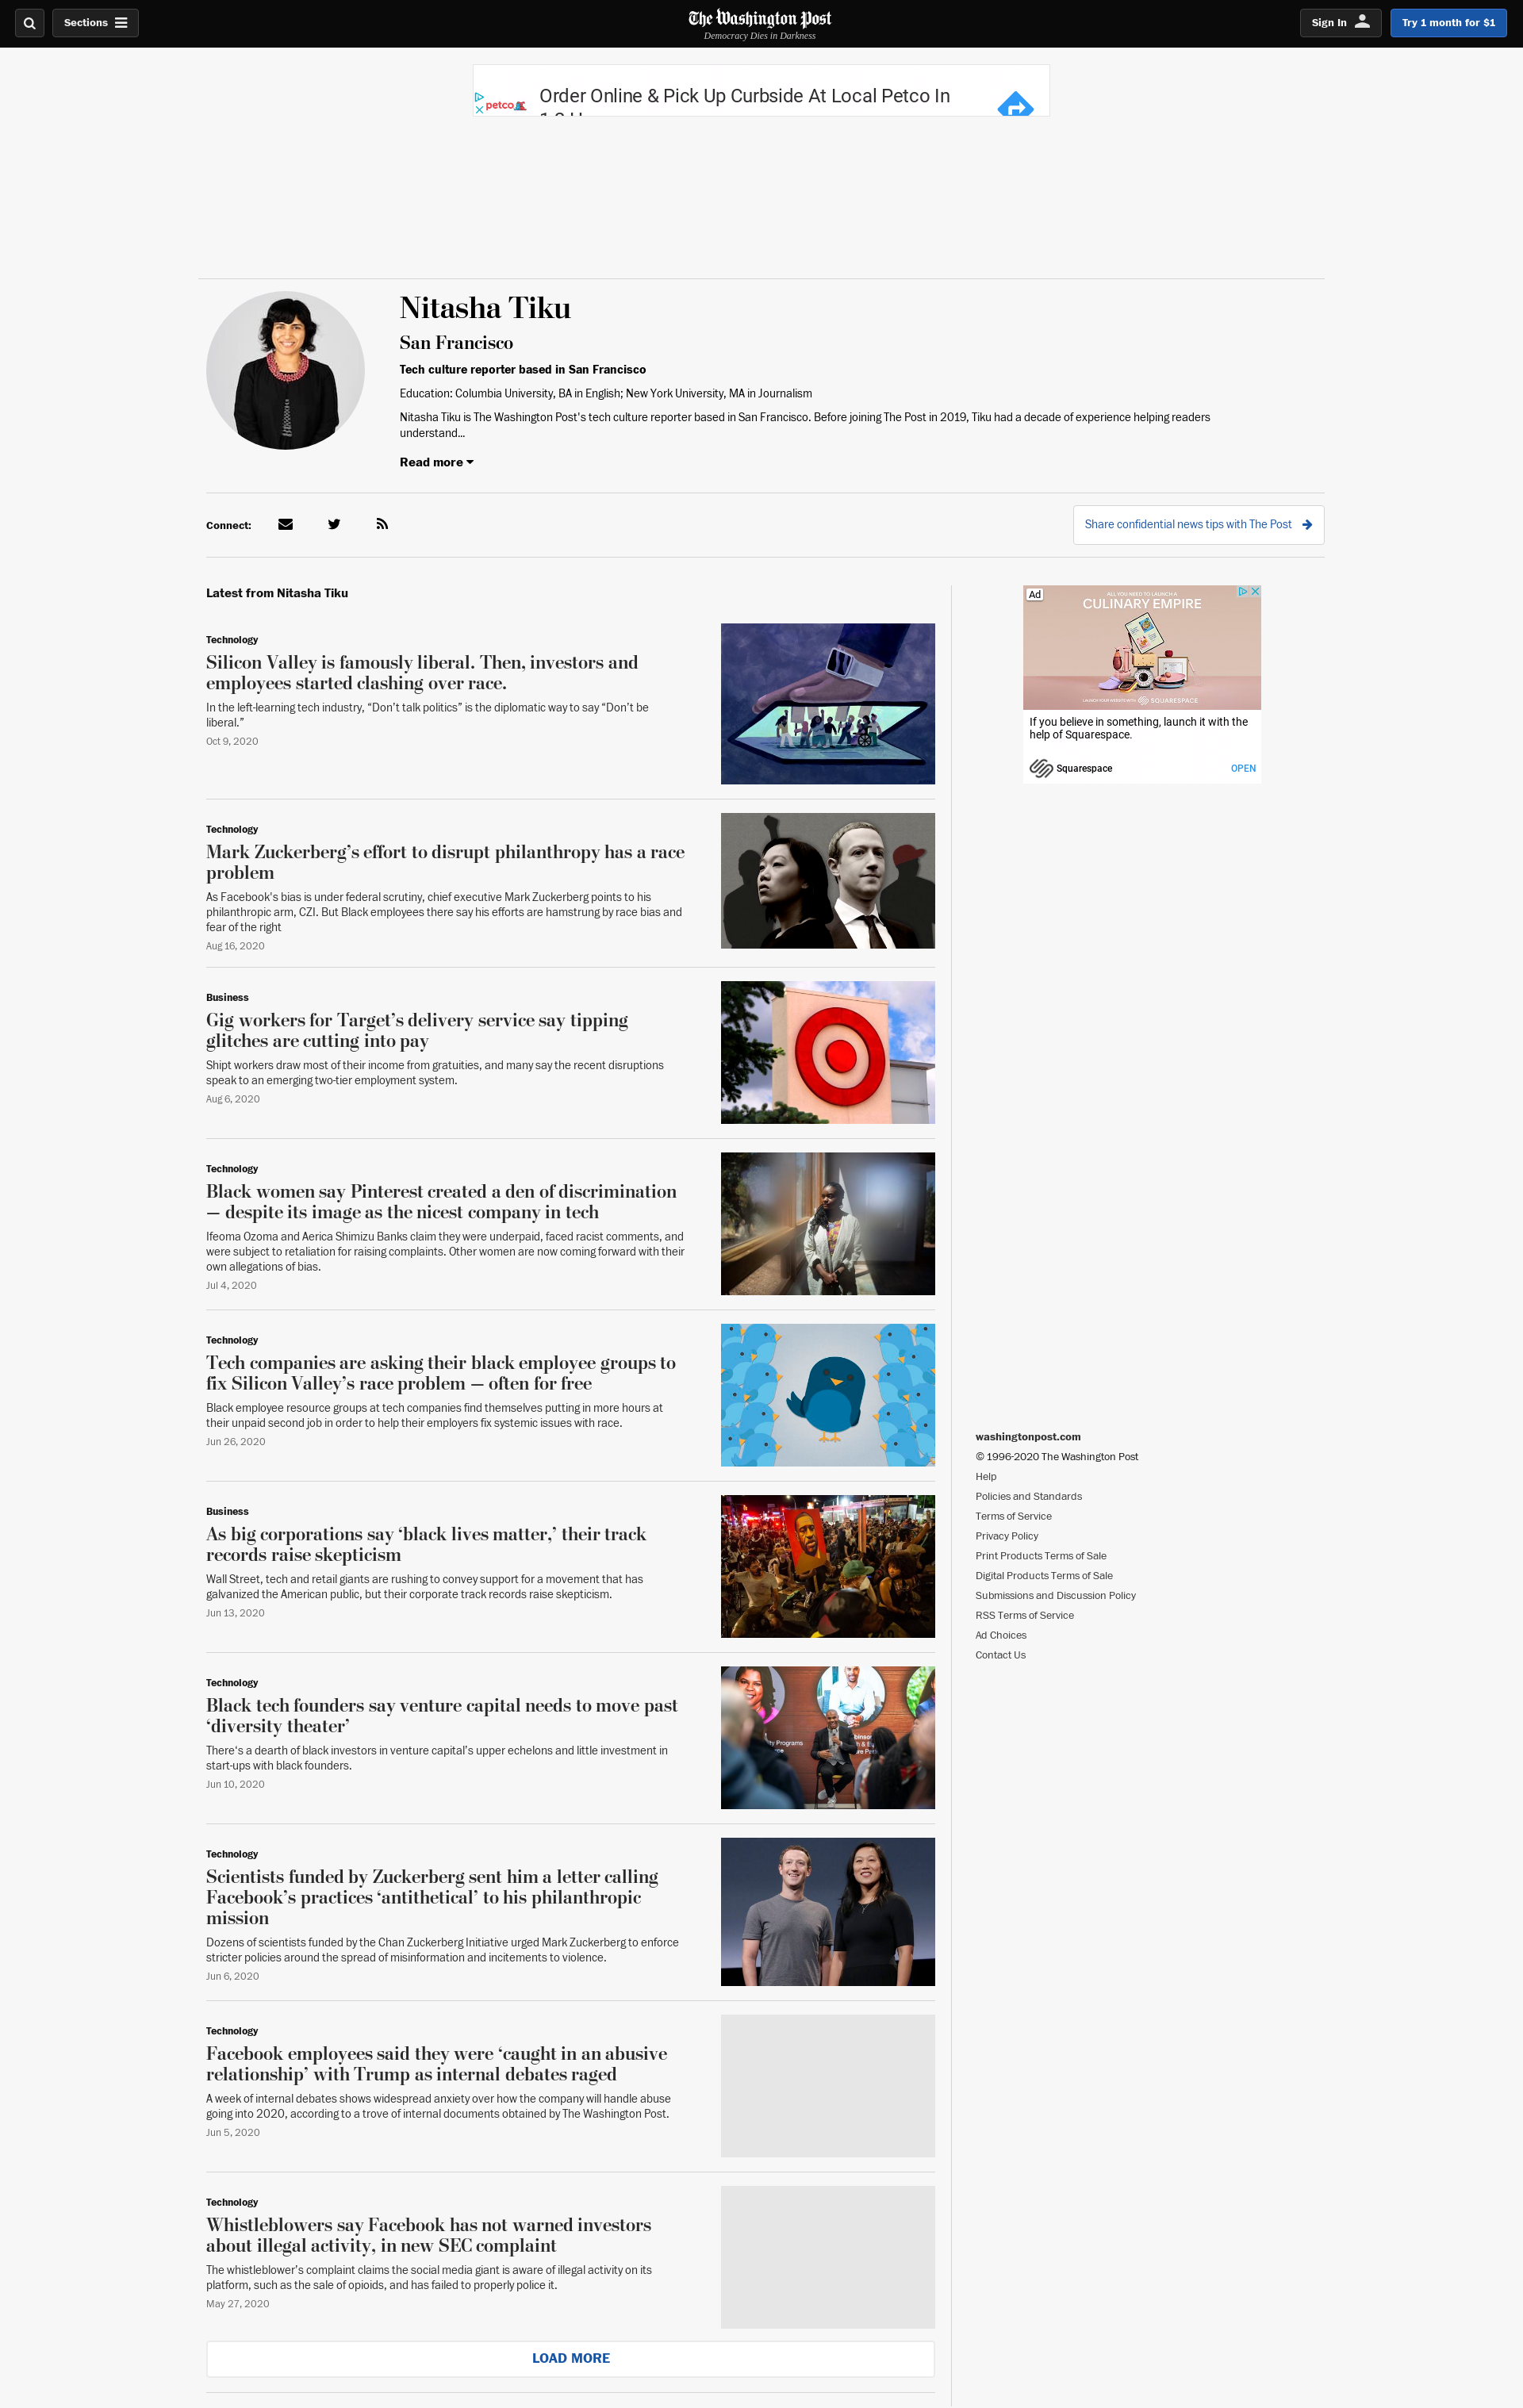 Sections
The Washington Post
Democracy Dies in Darkness
Sign In
Try 1 month for $1
petco
Order Online & Pick Up Curbside At Local Petco In
Nitasha Tiku
San Francisco
Tech culture reporter based in San Francisco
Education: Columbia University, BA in English; New York University, MA in Journalism
Nitasha Tiku is The Washington Post's tech culture reporter based in San Francisco. Before joining The Post in 2019, Tiku had a decade of experience helping readers
understand...
Read more
Connect:
Share confidential news tips with The Post
Latest from Nitasha Tiku
Technology
Silicon Valley is famously liberal. Then, investors and
employees started clashing over race.
In the left-learning tech industry, “Don’t talk politics” is the diplomatic way to say “Don’t be
liberal.”
Oct 9, 2020
Technology
Mark Zuckerberg’s effort to disrupt philanthropy has a race
problem
As Facebook's bias is under federal scrutiny, chief executive Mark Zuckerberg points to his
philanthropic arm, CZI. But Black employees there say his efforts are hamstrung by race bias and
fear of the right
Aug 16, 2020
Business
Gig workers for Target’s delivery service say tipping
glitches are cutting into pay
Shipt workers draw most of their income from gratuities, and many say the recent disruptions
speak to an emerging two-tier employment system.
Aug 6, 2020
Technology
Black women say Pinterest created a den of discrimination
— despite its image as the nicest company in tech
Ifeoma Ozoma and Aerica Shimizu Banks claim they were underpaid, faced racist comments, and
were subject to retaliation for raising complaints. Other women are now coming forward with their
own allegations of bias.
Jul 4, 2020
Technology
Tech companies are asking their black employee groups to
fix Silicon Valley’s race problem — often for free
Black employee resource groups at tech companies find themselves putting in more hours at
their unpaid second job in order to help their employers fix systemic issues with race.
Jun 26, 2020
Business
As big corporations say ‘black lives matter,’ their track
records raise skepticism
Wall Street, tech and retail giants are rushing to convey support for a movement that has
galvanized the American public, but their corporate track records raise skepticism.
Jun 13, 2020
Technology
Black tech founders say venture capital needs to move past
‘diversity theater’
There's a dearth of black investors in venture capital’s upper echelons and little investment in
start-ups with black founders.
Jun 10, 2020
Technology
Scientists funded by Zuckerberg sent him a letter calling
Facebook’s practices ‘antithetical’ to his philanthropic
mission
Dozens of scientists funded by the Chan Zuckerberg Initiative urged Mark Zuckerberg to enforce
stricter policies around the spread of misinformation and incitements to violence.
Jun 6, 2020
Technology
Facebook employees said they were ‘caught in an abusive
relationship’ with Trump as internal debates raged
A week of internal debates shows widespread anxiety over how the company will handle abuse
going into 2020, according to a trove of internal documents obtained by The Washington Post.
Jun 5, 2020
Technology
Whistleblowers say Facebook has not warned investors
about illegal activity, in new SEC complaint
The whistleblower’s complaint claims the social media giant is aware of illegal activity on its
platform, such as the sale of opioids, and has failed to properly police it.
May 27, 2020
LOAD MORE
Ad
ALL YOU NEED TO LAUNCH A
CULINARY EMPIRE
SQUARESPACE
If you believe in something, launch it with the
help of Squarespace.
Squarespace
OPEN
washingtonpost.com
© 1996-2020 The Washington Post
Help
Policies and Standards
Terms of Service
Privacy Policy
Print Products Terms of Sale
Digital Products Terms of Sale
Submissions and Discussion Policy
RSS Terms of Service
Ad Choices
Contact Us